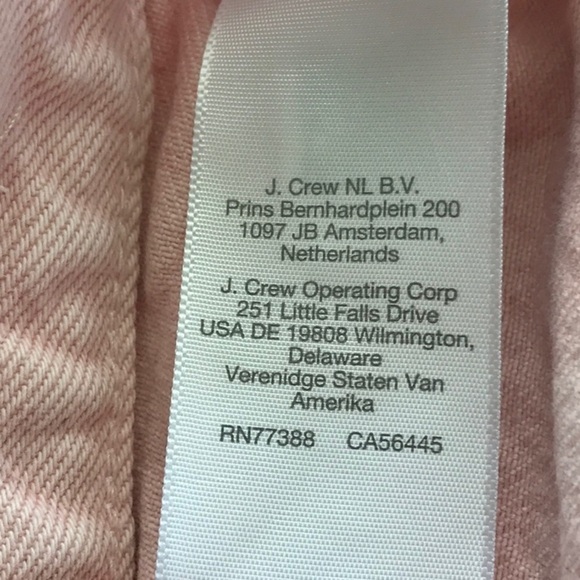 J. Crew NL B.V.
Prins Bernhardplein 200
1097 JB Amsterdam,
Netherlands
J. Crew Operating Corp
251 Little Falls Drive
USA DE 19808 Wilmington,
Delaware
Verenidge Staten Van
Amerika
RN77388 CA56445